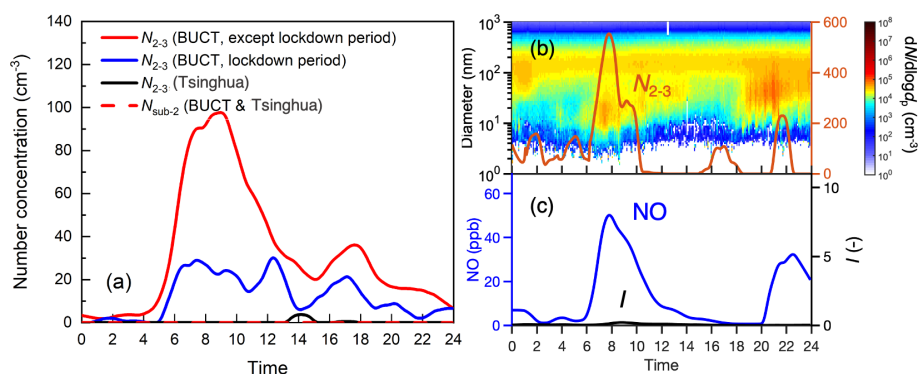 140
120
100
80
60
40
20
0
Number concentration (cm⁻³)
N₂₋₃ (BUCT, except lockdown period)
N₂₋₃ (BUCT, lockdown period)
N₂₋₃ (Tsinghua)
N_sub-2 (BUCT & Tsinghua)
(a)
0 2 4 6 8 10 12 14 16 18 20 22 24
Time
10³
10²
10¹
10⁰
Diameter (nm)
(b)
N₂₋₃
600
400
200
0
10⁸
10⁷
10⁶
10⁵
10⁴
10³
10²
10¹
10⁰
dN/dlogdₚ (cm³)
60
40
20
0
NO (ppb)
(c)
NO
I
10
5
0
I (-)
0 2 4 6 8 10 12 14 16 18 20 22 24
Time